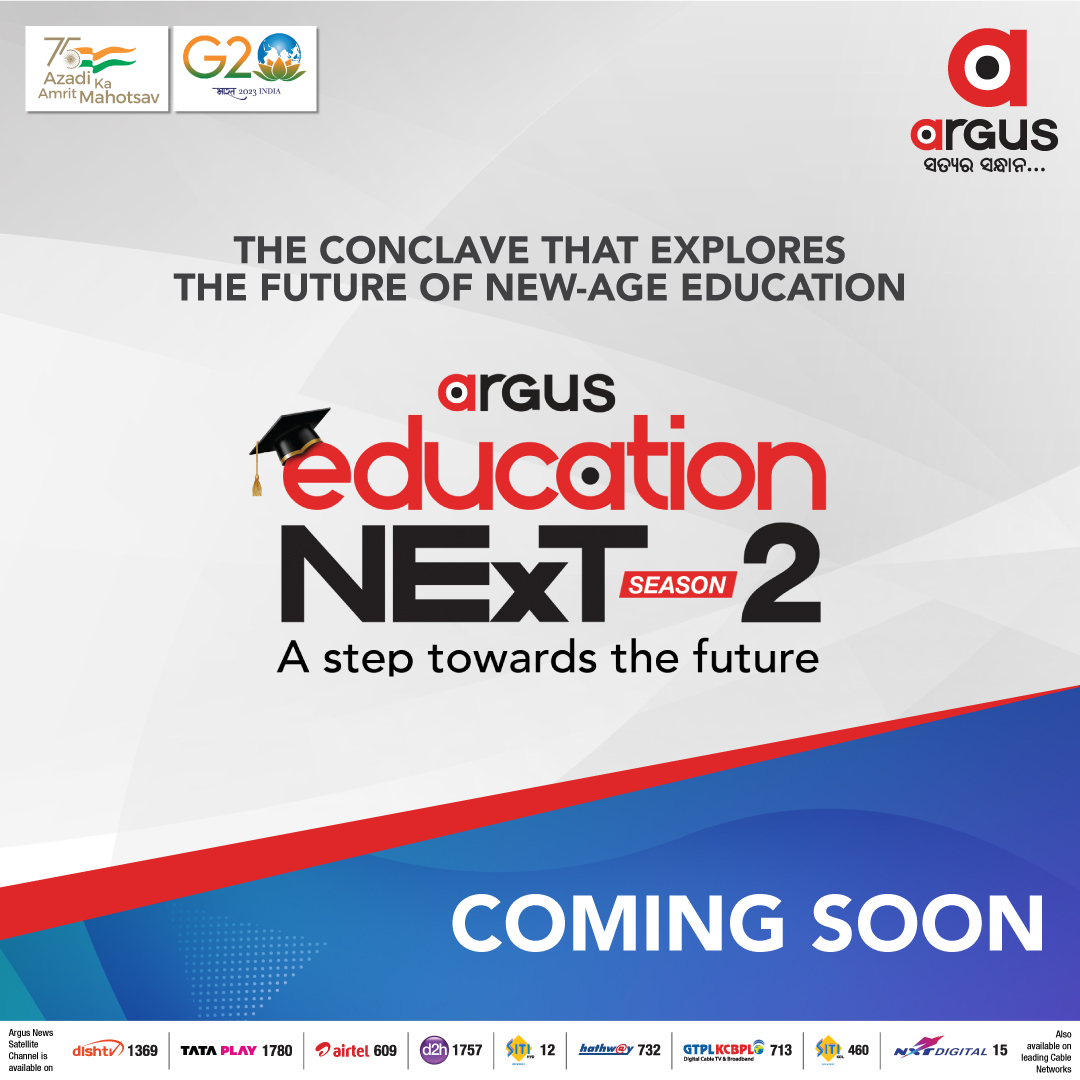 75
Azadi Ka
Amrit Mahotsav
G20
भारत 2023 INDIA
a
argus
ସତ୍ୟର ସନ୍ଧାନ...
THE CONCLAVE THAT EXPLORES
THE FUTURE OF NEW-AGE EDUCATION
argus
education
NExT SEASON 2
A step towards the future
COMING SOON
Argus News
Satellite
Channel is
available on
dishtv 1369
TATA PLAY 1780
airtel 609
d2h 1757
SITI HYD 12
hathw@y 732
GTPL KCBPL 713
Digital Cable TV & Broadband
SITI KOL 460
NXT DIGITAL 15
Also
available on
leading Cable
Networks